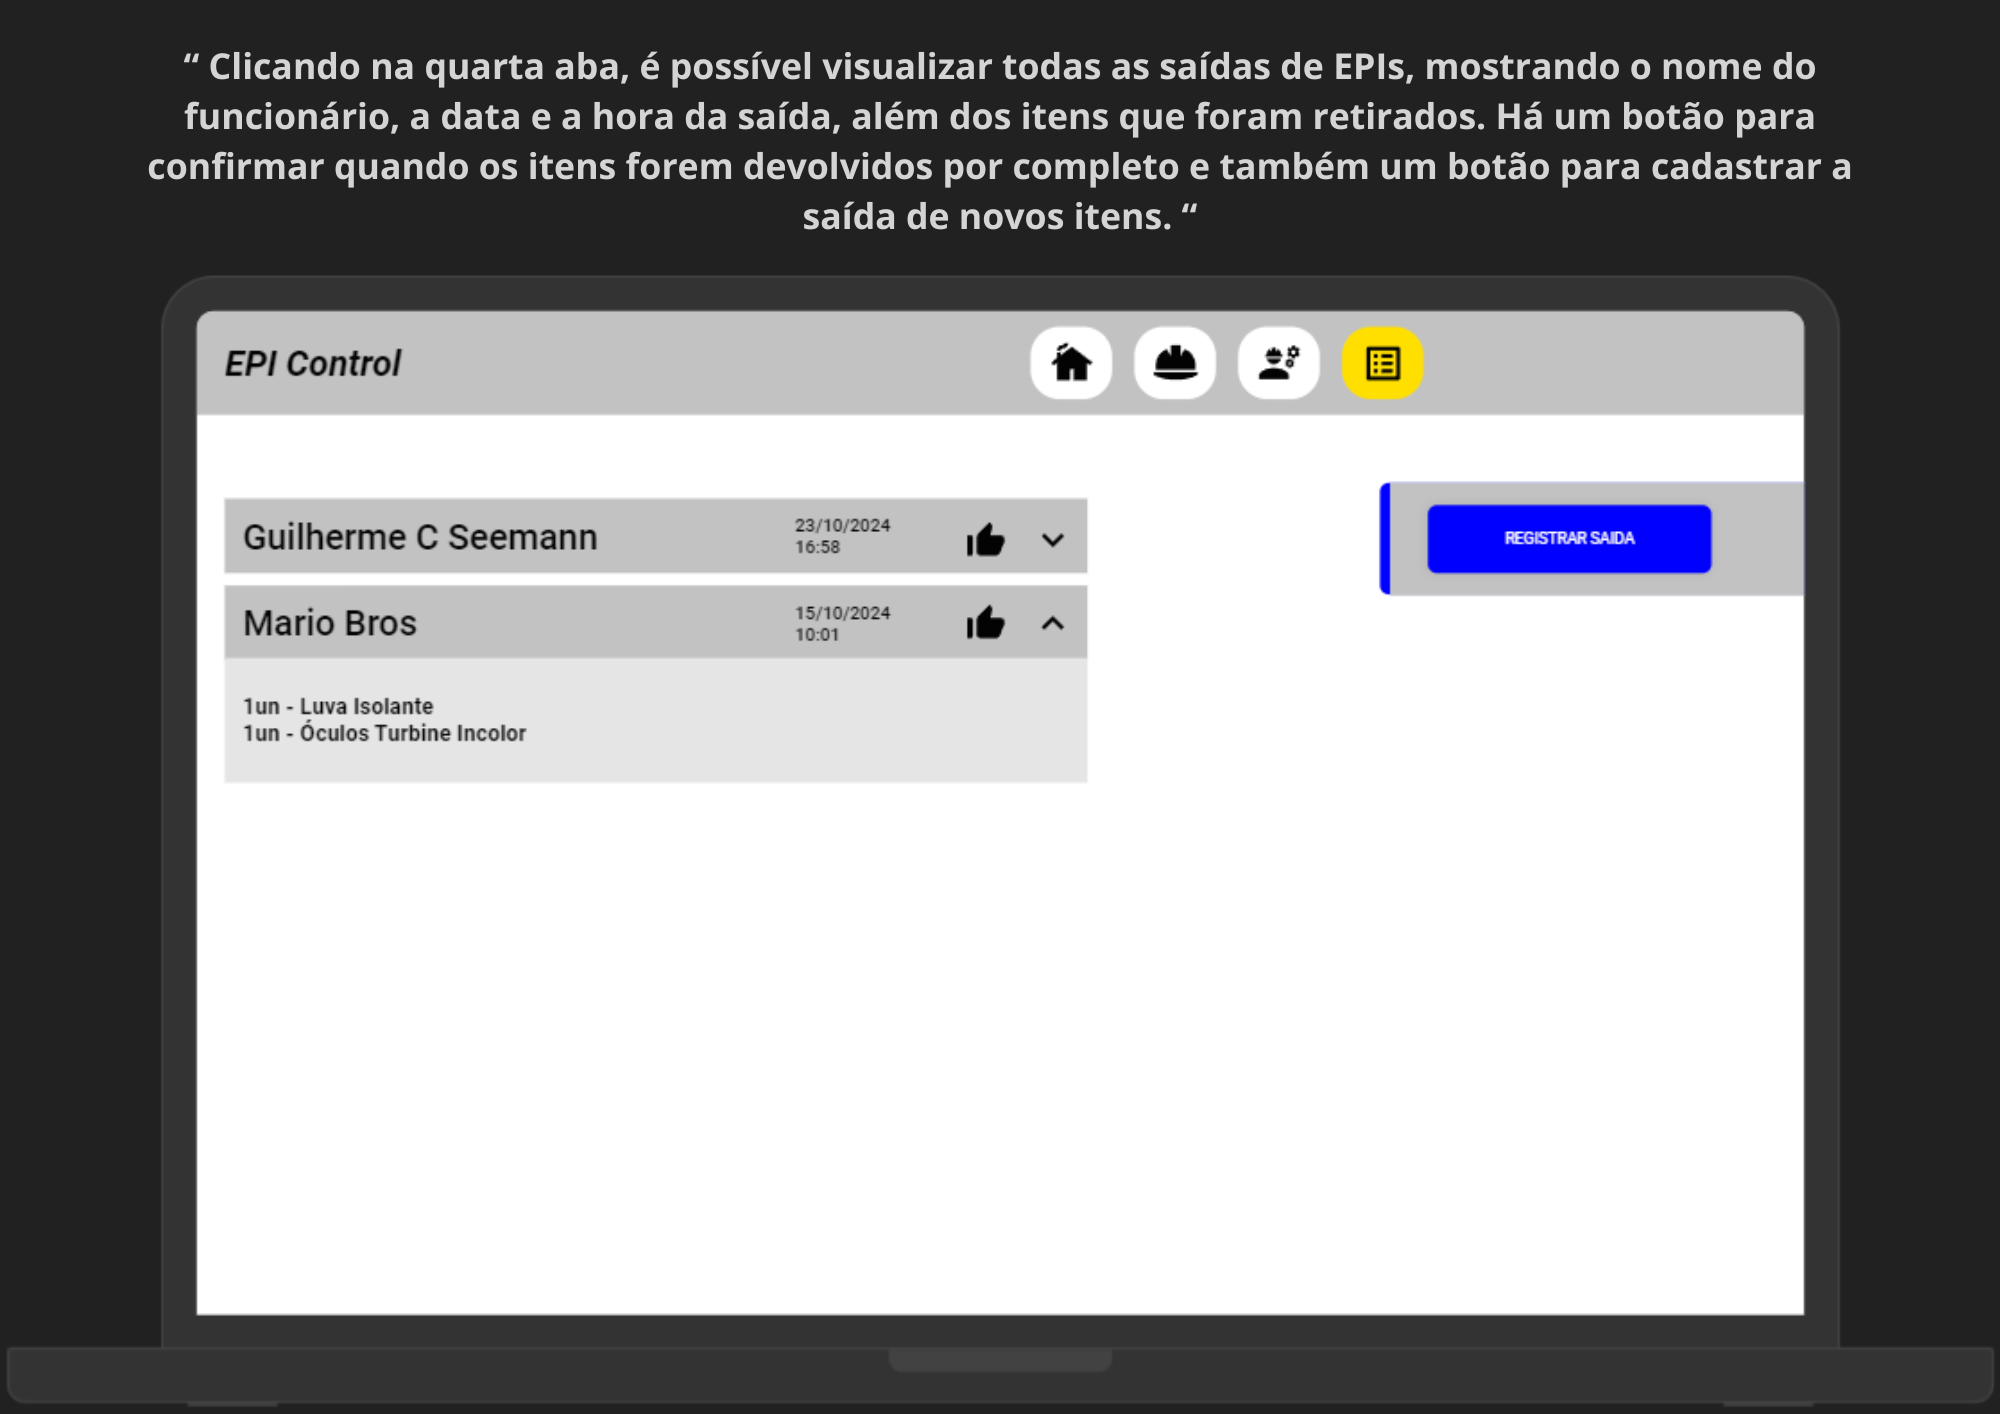 “ Clicando na quarta aba, é possível visualizar todas as saídas de EPIs, mostrando o nome do
funcionário, a data e a hora da saída, além dos itens que foram retirados. Há um botão para
confirmar quando os itens forem devolvidos por completo e também um botão para cadastrar a
saída de novos itens. “
EPI Control
Guilherme C Seemann
23/10/2024
16:58
REGISTRAR SAIDA
Mario Bros
15/10/2024
10:01
1un - Luva Isolante
1un - Óculos Turbine Incolor